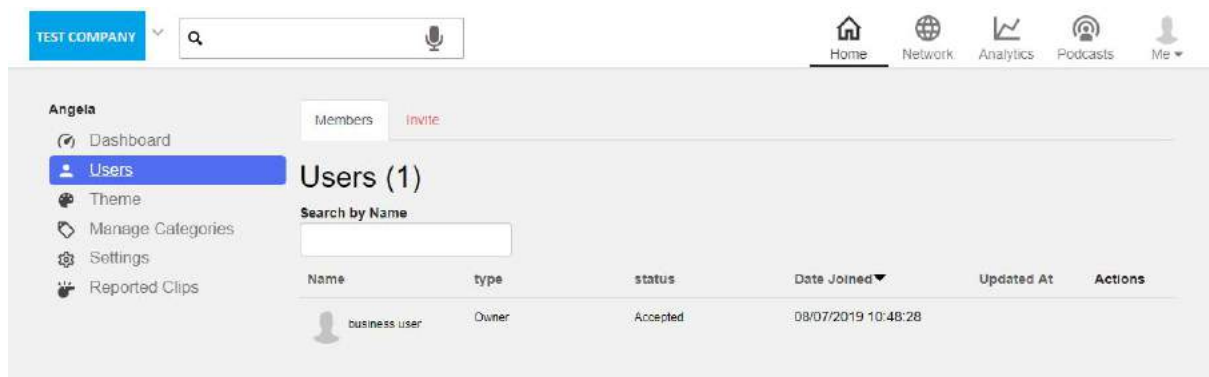 TEST COMPANY
Home Network Analytics Podcasts Me
Angela
Dashboard
Users
Theme
Manage Categories
Settings
Reported Clips
Members Invite
Users (1)
Search by Name
Name type status Date Joined Updated At Actions
business user Owner Accepted 08/07/2019 10:48:28